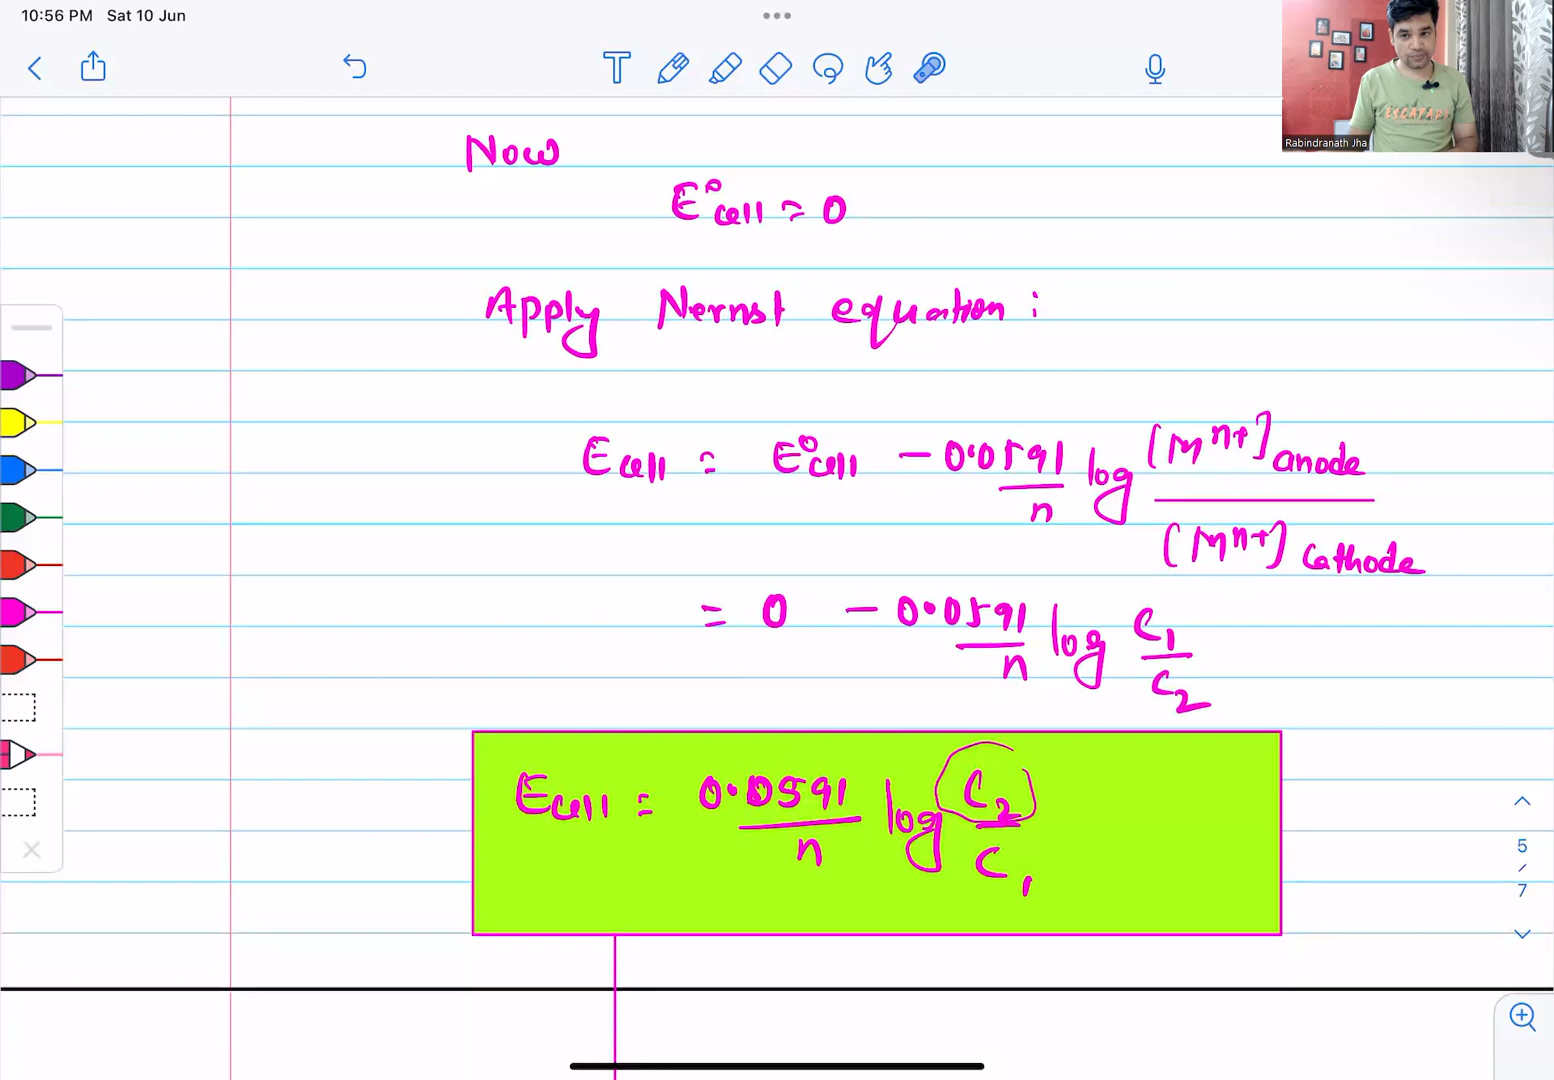 10:56 PM Sat 10 Jun
T
ESCAPADE
Rabindranath Jha
Now
E°cell = 0
Apply Nernst equation :
Ecell = E°cell - 0.0591/n log [Mn+]anode / [Mn+]cathode
= 0 - 0.0591/n log C1/C2
Ecell = 0.0591/n log C2/C1
5
/
7